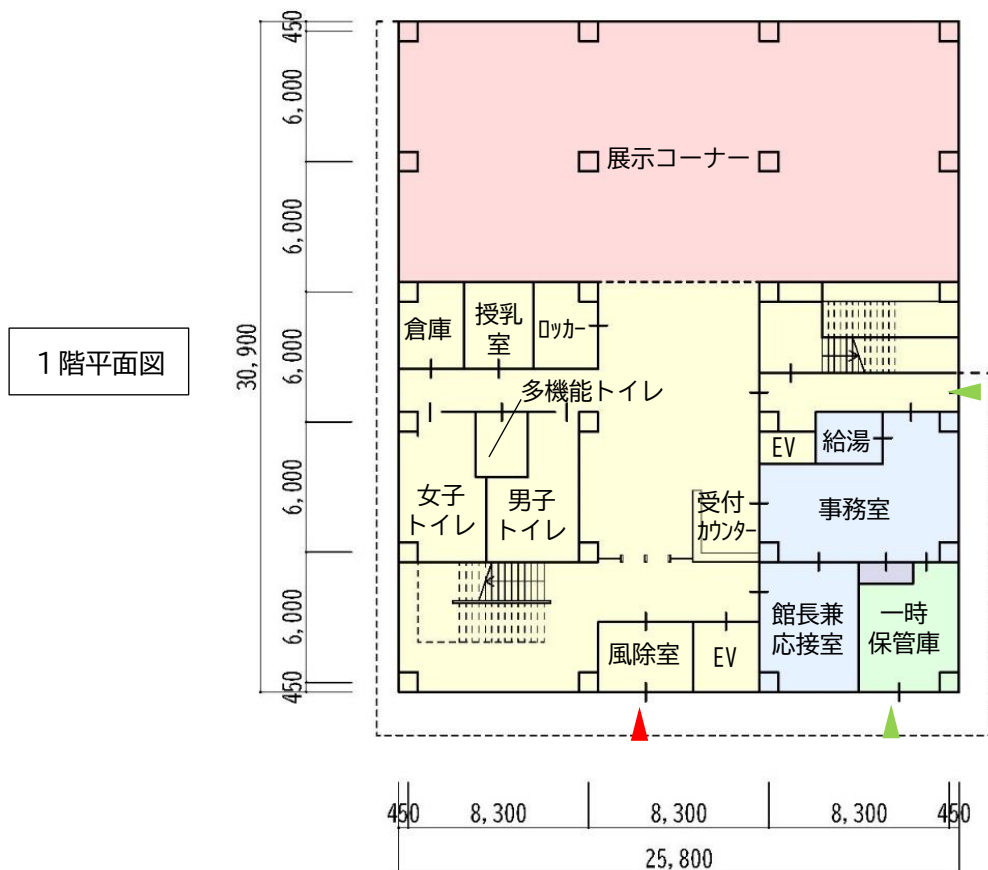 450
6,000
6,000
6,000
6,000
6,000
450
30,900
1階平面図
展示コーナー
倉庫
授乳
室
ロッカー
多機能トイレ
女子
トイレ
男子
トイレ
EV
給湯
事務室
受付
カウンター
館長兼
応接室
一時
保管庫
風除室
EV
450
8,300
8,300
8,300
450
25,800